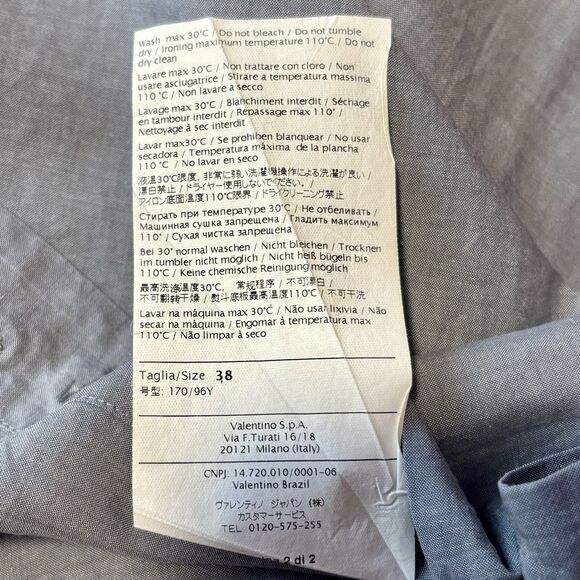 Wash max 30°C / Do not bleach / Do not tumble
dry / Ironing maximum temperature 110°C / Do not
dry clean
Lavare max 30°C / Non trattare con cloro / Non
usare asciugatrice / Stirare a temperatura massima
110 °C / Non lavare a secco
Lavage max 30°C / Blanchiment interdit / Séchage
en tambour interdit / Repassage max 110° /
Nettoyage à sec interdit
Lavar max30°C / Se prohiben blanquear / No usar
secadora / Temperatura máxima de la plancha
110 °C / No lavar en seco
液温30℃限度、非常に弱い洗濯機操作による洗濯が良い /
漂白禁止 / ドライヤー使用しないでください。 /
アイロン底面温度110℃限界 / ドライクリーニング禁止
Стирать при температуре 30°C / Не отбеливать /
Машинная сушка запрещена / Гладить максимум
110° / Сухая чистка запрещена
Bei 30° normal waschen / Nicht bleichen / Trocknen
im tumbler nicht möglich / Nicht heiß bügeln bis
110°C / Keine chemische Reinigung möglich
最高洗涤温度30℃, 常规程序 / 不可漂白 /
不可翻转干燥 / 熨斗底板最高温度110℃ / 不可干洗
Lavar na máquina max 30°C / Não usar lixivia / Não
secar na máquina / Engomar à temperatura max
110°C / Não limpar à seco
Taglia/Size 38
号型: 170/96Y
Valentino S.p.A.
Via F.Turati 16/18
20121 Milano (Italy)
CNPJ: 14.720.010/0001-06
Valentino Brazil
ヴァレンティノ ジャパン (株)
カスタマーサービス
TEL 0120-575-255
2 di 2